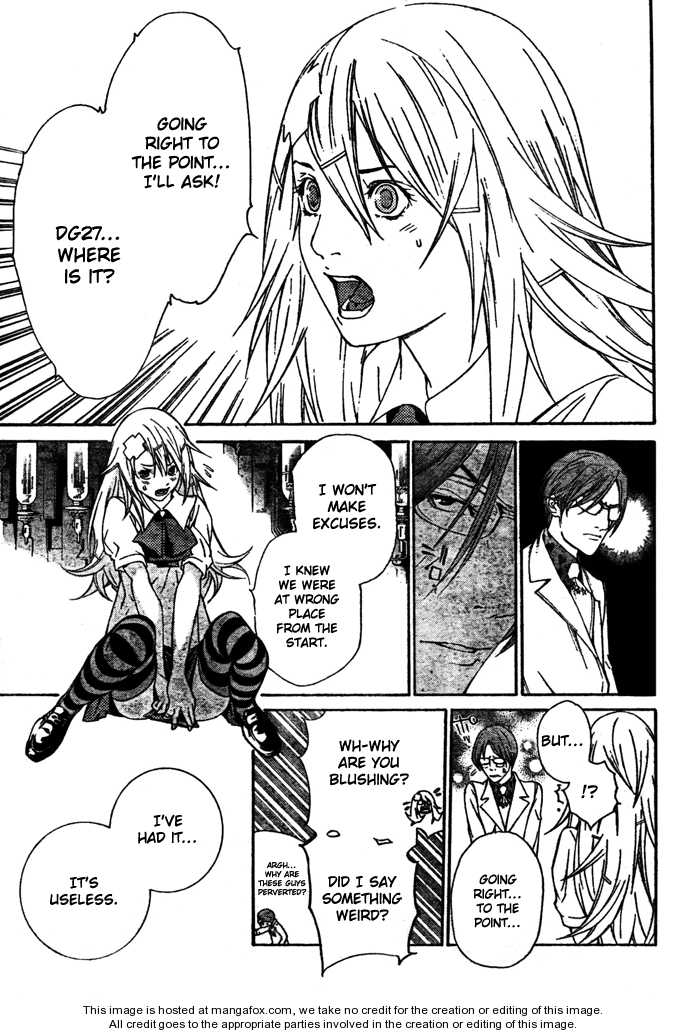 GOING
RIGHT TO
THE POINT...
I'LL ASK!
DG27...
WHERE
IS IT?
I WON'T
MAKE
EXCUSES.
I KNEW
WE WERE
AT WRONG
PLACE
FROM THE
START.
BUT...
!?
GOING
RIGHT...
...TO
THE POINT...
WH-WHY
ARE YOU
BLUSHING?
DID I SAY
SOMETHING
WEIRD?
ARGH...
WHY ARE
THESE GUYS
PERVERTED?
I'VE
HAD IT...
IT'S
USELESS.
This image is hosted at mangafox.com, we take no credit for the creation or editing of this image.
All credit goes to the appropriate parties involved in the creation or editing of this image.